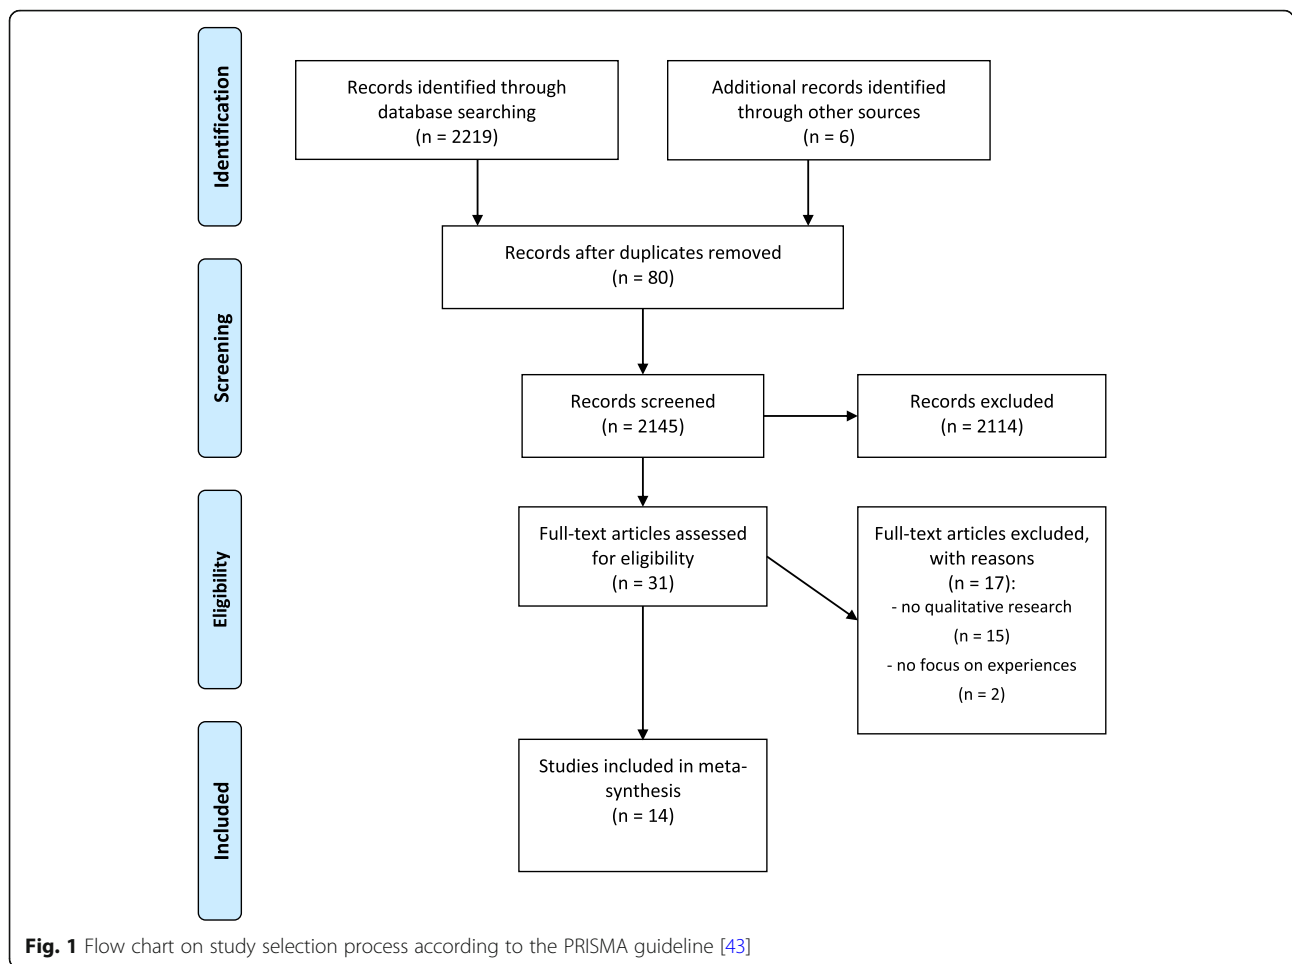 Identification
Records identified through
database searching
(n = 2219)
Additional records identified
through other sources
(n = 6)
Records after duplicates removed
(n = 80)
Screening
Records screened
(n = 2145)
Records excluded
(n = 2114)
Eligibility
Full-text articles assessed
for eligibility
(n = 31)
Full-text articles excluded,
with reasons
(n = 17):
- no qualitative research
(n = 15)
- no focus on experiences
(n = 2)
Included
Studies included in meta-
synthesis
(n = 14)
Fig. 1 Flow chart on study selection process according to the PRISMA guideline [43]